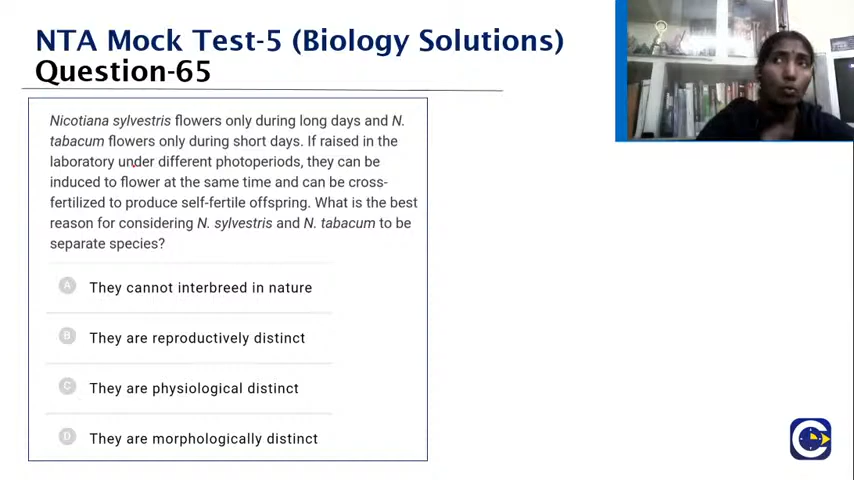 NTA Mock Test-5 (Biology Solutions)
Question-65
Nicotiana sylvestris flowers only during long days and N.
tabacum flowers only during short days. If raised in the
laboratory under different photoperiods, they can be
induced to flower at the same time and can be cross-
fertilized to produce self-fertile offspring. What is the best
reason for considering N. sylvestris and N. tabacum to be
separate species?
A They cannot interbreed in nature
B They are reproductively distinct
C They are physiological distinct
D They are morphologically distinct